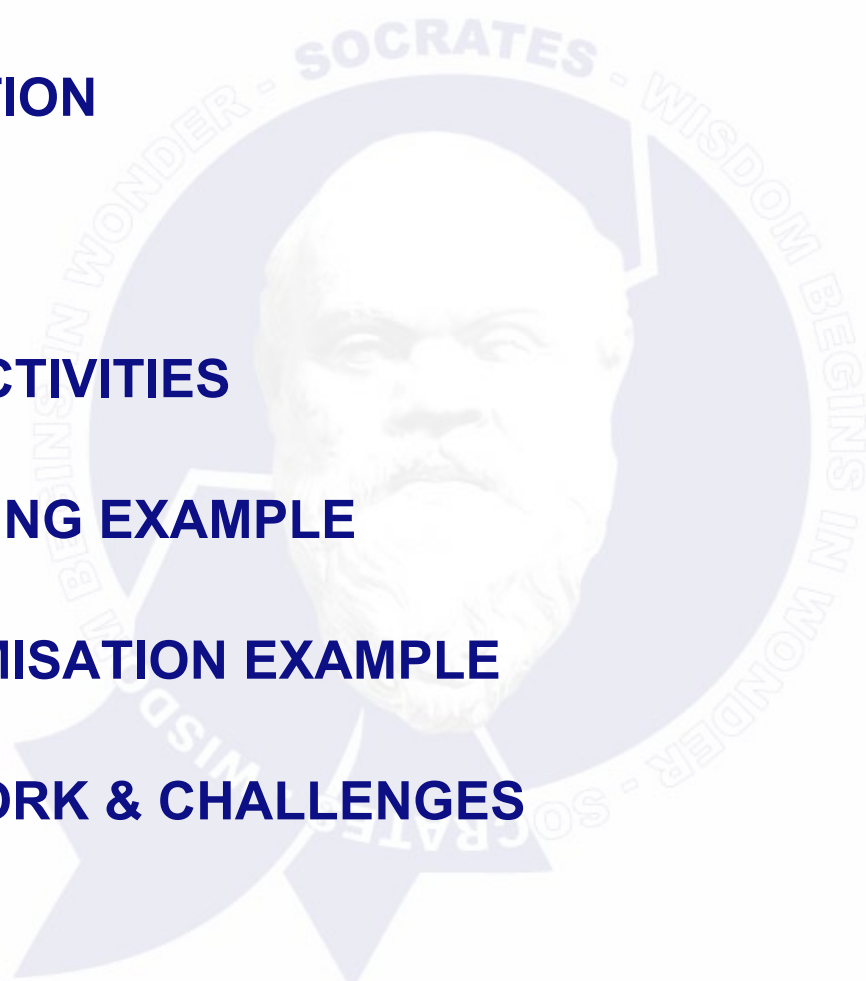 SOCRATES - WISDOM BEGINS IN WONDER - SOCRATES - WISDOM BEGINS IN WONDER -
TION
CTIVITIES
NG EXAMPLE
MISATION EXAMPLE
ORK & CHALLENGES